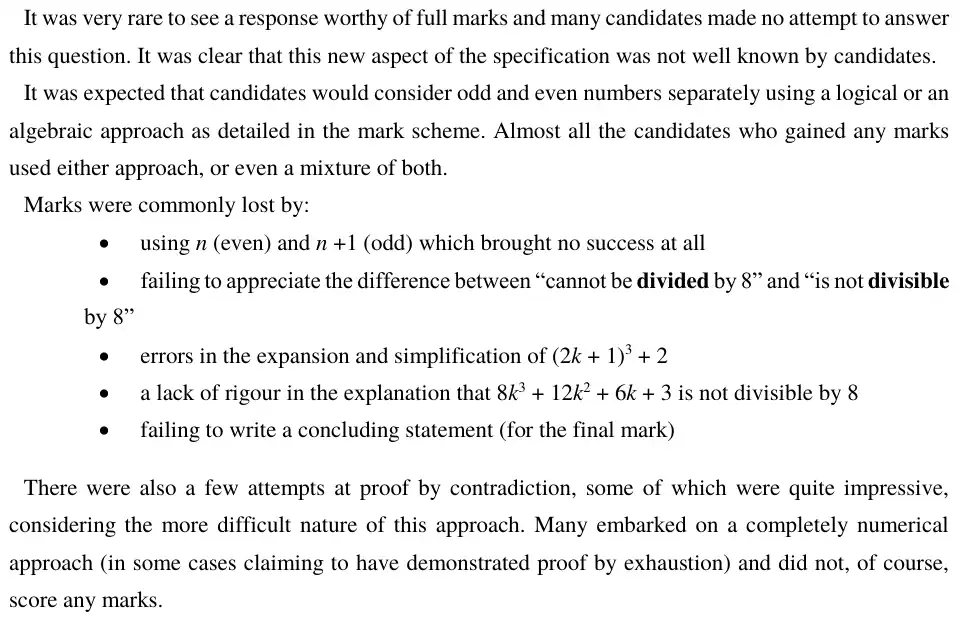 It was very rare to see a response worthy of full marks and many candidates made no attempt to answer
this question. It was clear that this new aspect of the specification was not well known by candidates.
It was expected that candidates would consider odd and even numbers separately using a logical or an
algebraic approach as detailed in the mark scheme. Almost all the candidates who gained any marks
used either approach, or even a mixture of both.
Marks were commonly lost by:
• using n (even) and n +1 (odd) which brought no success at all
• failing to appreciate the difference between “cannot be divided by 8” and “is not divisible
by 8”
• errors in the expansion and simplification of (2k + 1)³ + 2
• a lack of rigour in the explanation that 8k³ + 12k² + 6k + 3 is not divisible by 8
• failing to write a concluding statement (for the final mark)
There were also a few attempts at proof by contradiction, some of which were quite impressive,
considering the more difficult nature of this approach. Many embarked on a completely numerical
approach (in some cases claiming to have demonstrated proof by exhaustion) and did not, of course,
score any marks.